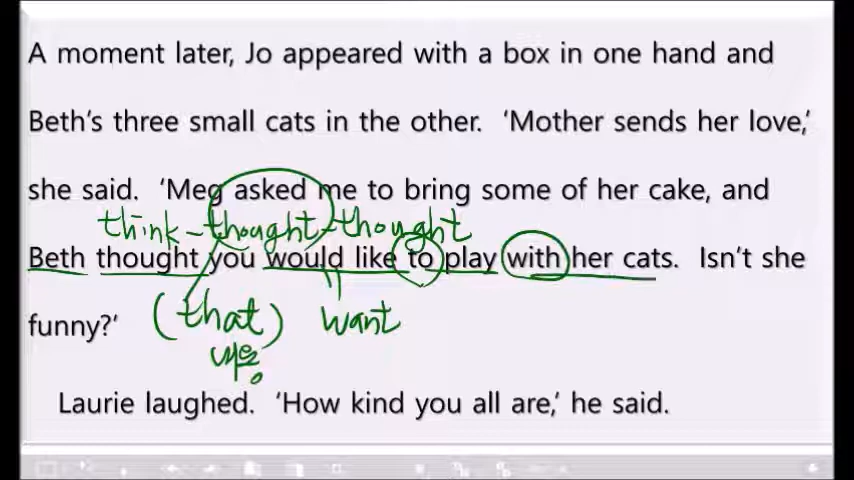 A moment later, Jo appeared with a box in one hand and
Beth's three small cats in the other. 'Mother sends her love,'
she said. 'Meg asked me to bring some of her cake, and
think - thought - thought
Beth thought you would like to play with her cats. Isn't she
funny?' (that) want
Laurie laughed. 'How kind you all are,' he said.